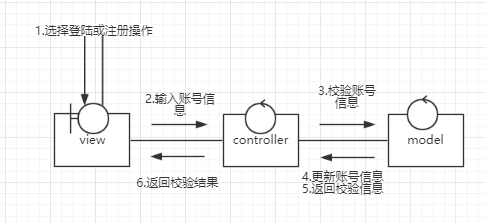 1.选择登陆或注册操作
2.输入账号信
息
3.校验账号
信息
view
controller
model
6.返回校验结果
4.更新账号信息
5.返回校验信息